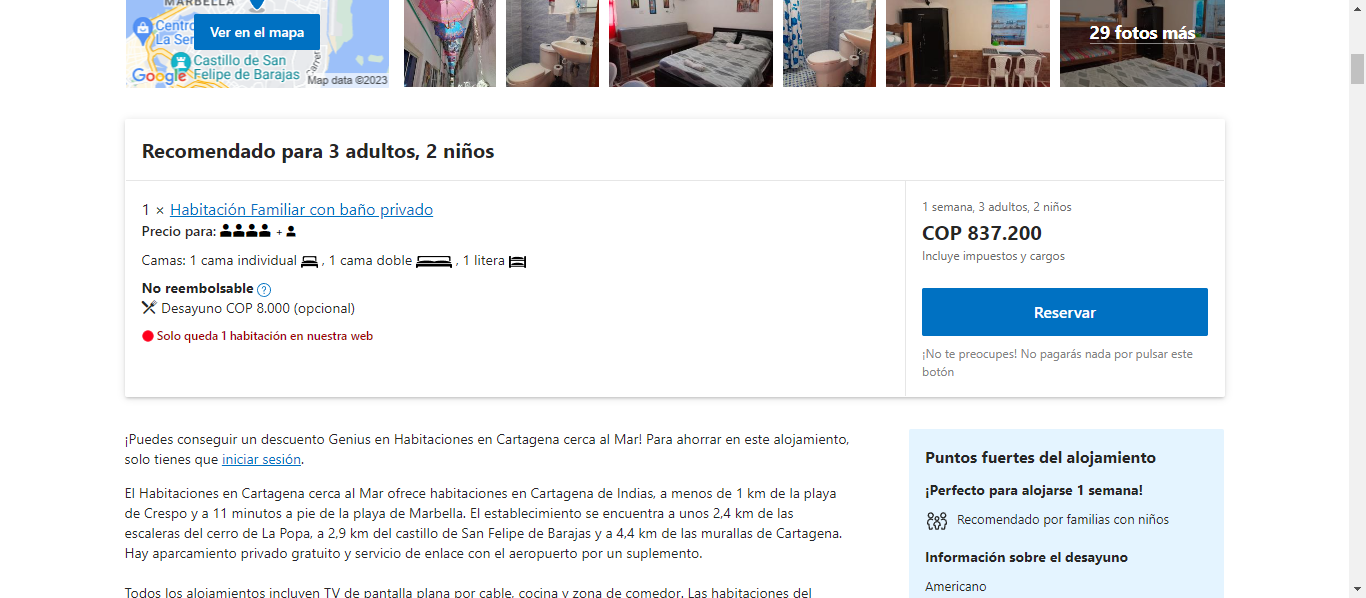 MARBELLA
Centro
La Ser
Ver en el mapa
Castillo de San
Felipe de Barajas
Carre
Google
Map data ©2023
29 fotos más
Recomendado para 3 adultos, 2 niños
1 × Habitación Familiar con baño privado
Precio para: +
Camas: 1 cama individual , 1 cama doble , 1 litera
No reembolsable ?
Desayuno COP 8.000 (opcional)
Solo queda 1 habitación en nuestra web
1 semana, 3 adultos, 2 niños
COP 837.200
Incluye impuestos y cargos
Reservar
¡No te preocupes! No pagarás nada por pulsar este
botón
¡Puedes conseguir un descuento Genius en Habitaciones en Cartagena cerca al Mar! Para ahorrar en este alojamiento,
solo tienes que iniciar sesión.
El Habitaciones en Cartagena cerca al Mar ofrece habitaciones en Cartagena de Indias, a menos de 1 km de la playa
de Crespo y a 11 minutos a pie de la playa de Marbella. El establecimiento se encuentra a unos 2,4 km de las
escaleras del cerro de La Popa, a 2,9 km del castillo de San Felipe de Barajas y a 4,4 km de las murallas de Cartagena.
Hay aparcamiento privado gratuito y servicio de enlace con el aeropuerto por un suplemento.
Todos los alojamientos incluyen TV de pantalla plana por cable, cocina y zona de comedor. Las habitaciones del
Puntos fuertes del alojamiento
¡Perfecto para alojarse 1 semana!
Recomendado por familias con niños
Información sobre el desayuno
Americano